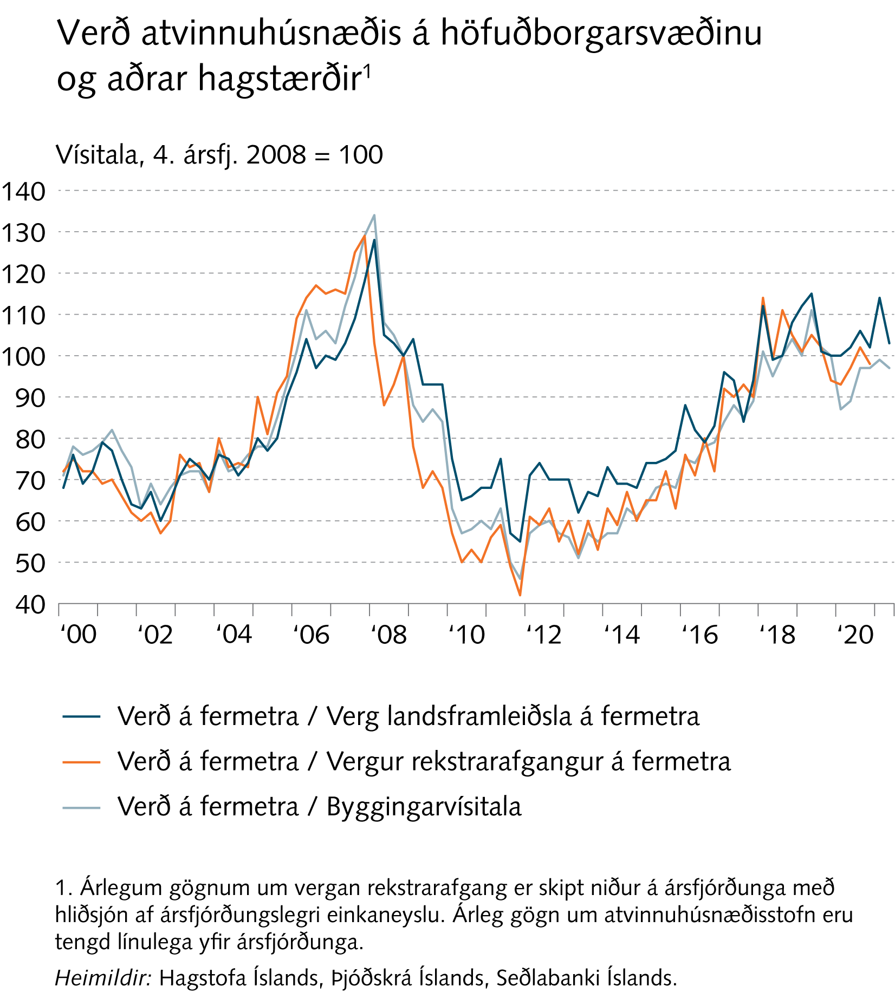 Verð atvinnuhúsnæðis á höfuðborgarsvæðinu
og aðrar hagstærðir¹
Vísitala, 4. ársfj. 2008 = 100
140
130
120
110
100
90
80
70
60
50
40
‘00 ‘02 ‘04 ‘06 ‘08 ‘10 ‘12 ‘14 ‘16 ‘18 ‘20
Verð á fermetra / Verg landsframleiðsla á fermetra
Verð á fermetra / Vergur rekstrarafgangur á fermetra
Verð á fermetra / Byggingarvísitala
1. Árlegum gögnum um vergan rekstrarafgang er skipt niður á ársfjórðunga með
hliðsjón af ársfjórðungslegri einkaneyslu. Árleg gögn um atvinnuhúsnæðisstofn eru
tengd línulega yfir ársfjórðunga.
Heimildir: Hagstofa Íslands, Þjóðskrá Íslands, Seðlabanki Íslands.